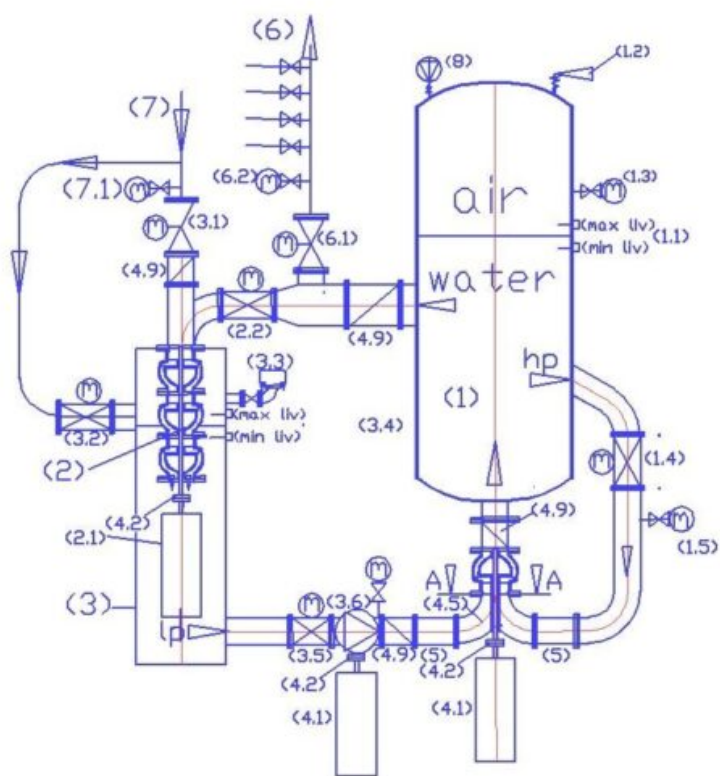 (6)
(8)
(1.2)
(7)
(7.1)
M
(3.1)
M
(6.2)
M
(6.1)
M
air
M
(1.3)
(max liv)
(min liv)
(1.1)
(4.9)
M
(2.2)
(4.9)
water
hp
(1)
(3.4)
M
(3.2)
(3.3)
(max liv)
(min liv)
(2)
(4.2)
(2.1)
(3)
M
(1.4)
M
(1.5)
(4.9)
A
A
(4.5)
M
(3.6)
M
lp
(3.5)
(4.9)
(5)
(4.2)
(5)
(4.2)
(4.1)
(4.1)